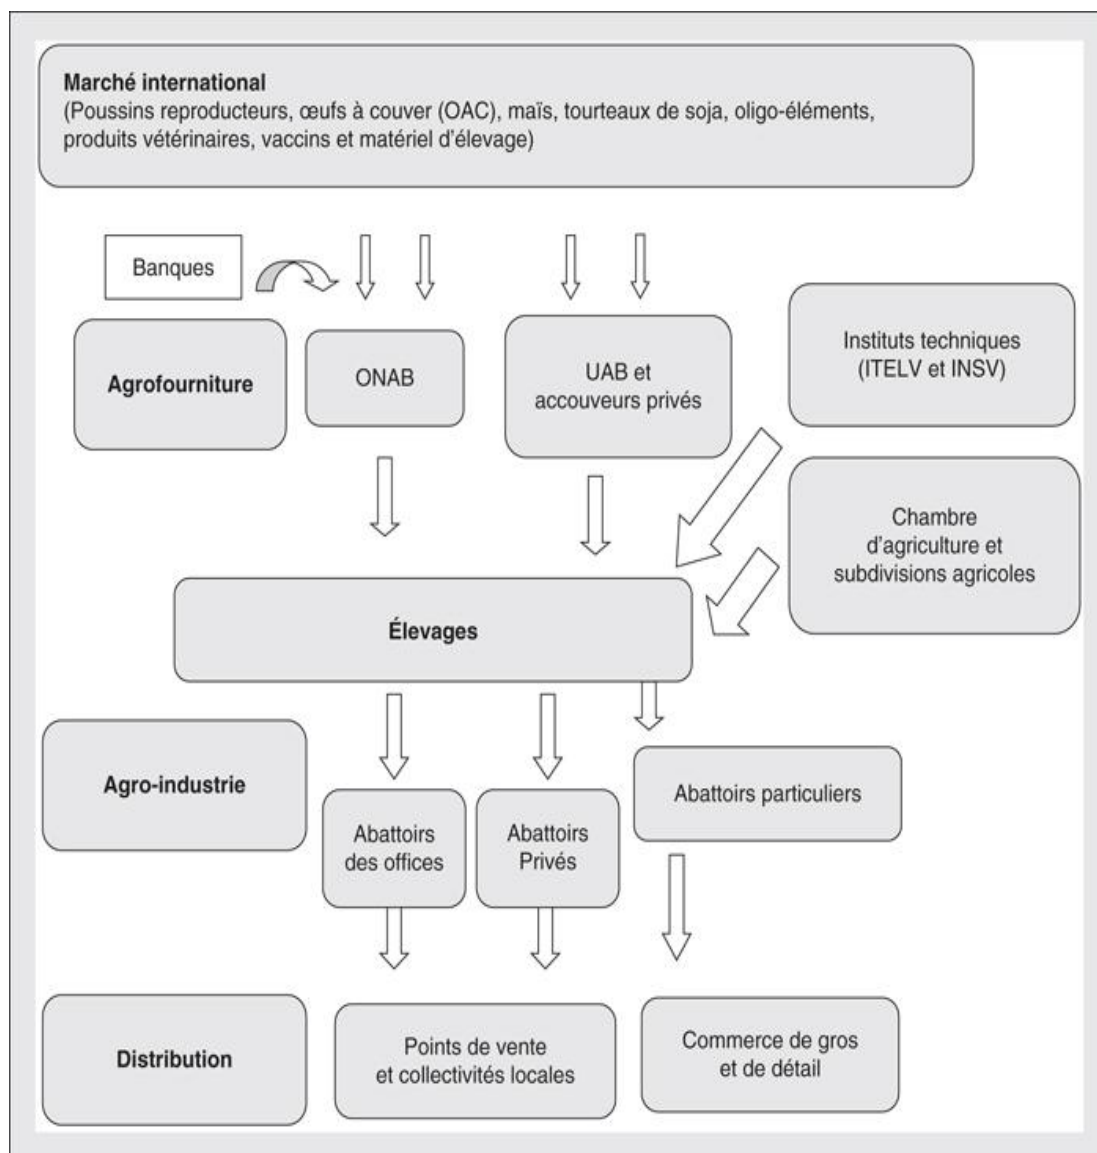 Marché international
(Poussins reproducteurs, œufs à couver (OAC), maïs, tourteaux de soja, oligo-éléments,
produits vétérinaires, vaccins et matériel d'élevage)
Banques
Agrofourniture
ONAB
UAB et
accouveurs privés
Instituts techniques
(ITELV et INSV)
Chambre
d'agriculture et
subdivisions agricoles
Élevages
Agro-industrie
Abattoirs
des offices
Abattoirs
Privés
Abattoirs particuliers
Distribution
Points de vente
et collectivités locales
Commerce de gros
et de détail